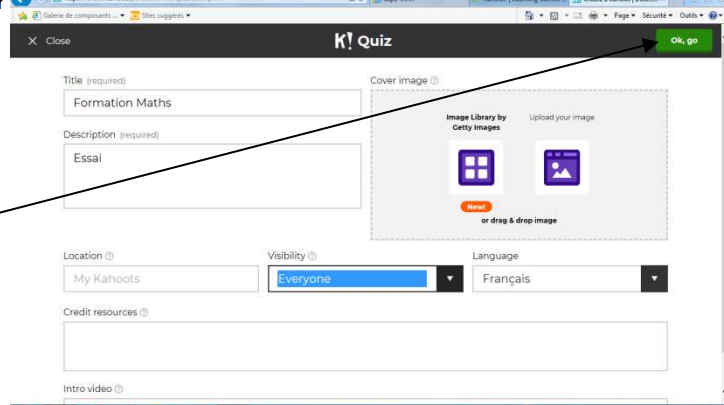 Galerie de composants ... Sites suggérés
Page Sécurité Outils
X Close
K! Quiz
Ok, go
Title (required)
Formation Maths
Description (required)
Essai
Cover image
Image Library by
Getty Images
Upload your image
New!
or drag & drop image
Location
Visibility
Language
My Kahoots
Everyone
Français
Credit resources
Intro video